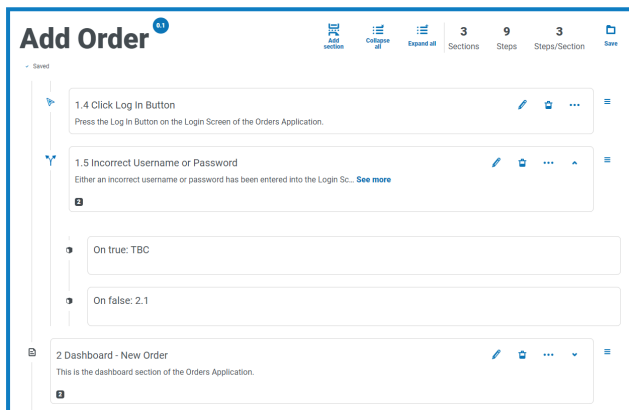 Add Order 0.1
Add section
Collapse all
Expand all
3 Sections
9 Steps
3 Steps/Section
Save
Saved
1.4 Click Log In Button
Press the Log In Button on the Login Screen of the Orders Application.
1.5 Incorrect Username or Password
Either an incorrect username or password has been entered into the Login Sc... See more
2
On true: TBC
On false: 2.1
2 Dashboard - New Order
This is the dashboard section of the Orders Application.
2